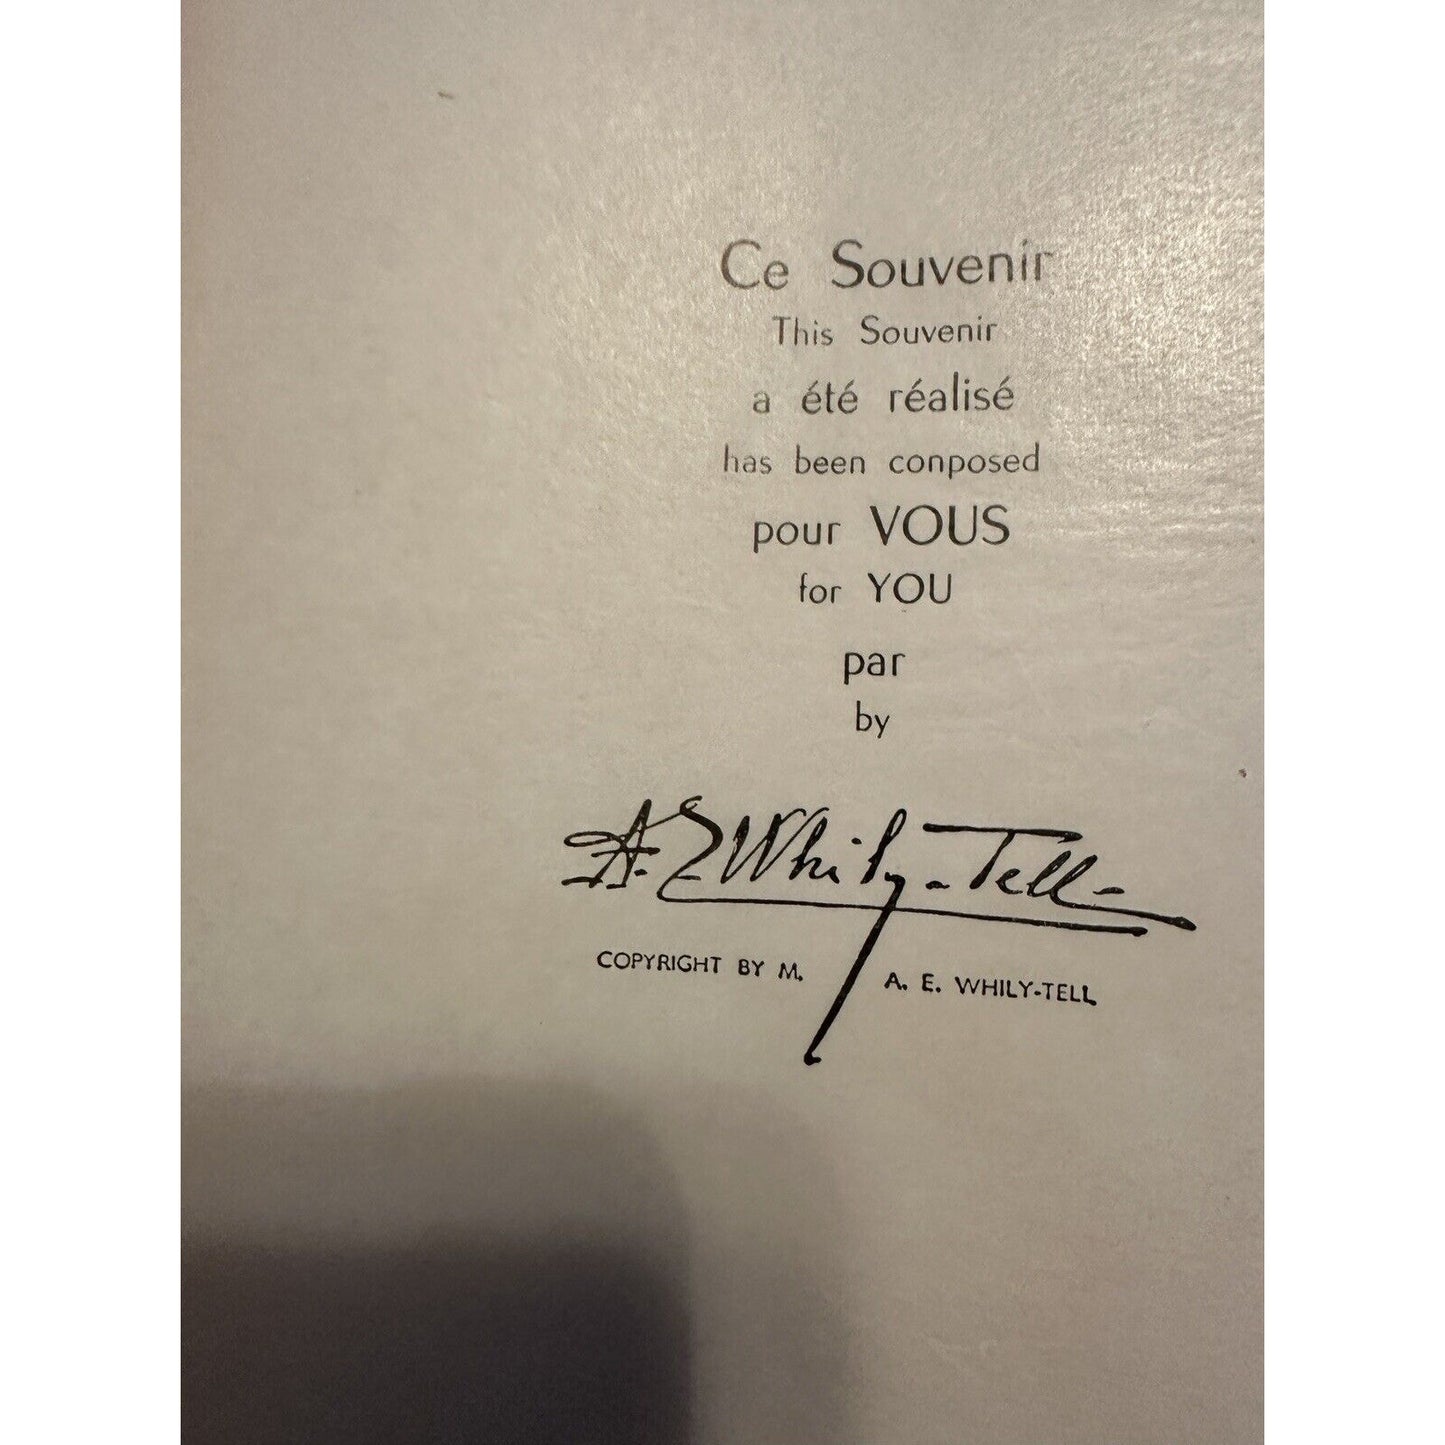 Ce Souvenir
This Souvenir
a été réalisé
has been conposed
pour VOUS
for YOU
par
by
A. E Whily-Tell-
COPYRIGHT BY M. A. E. WHILY-TELL